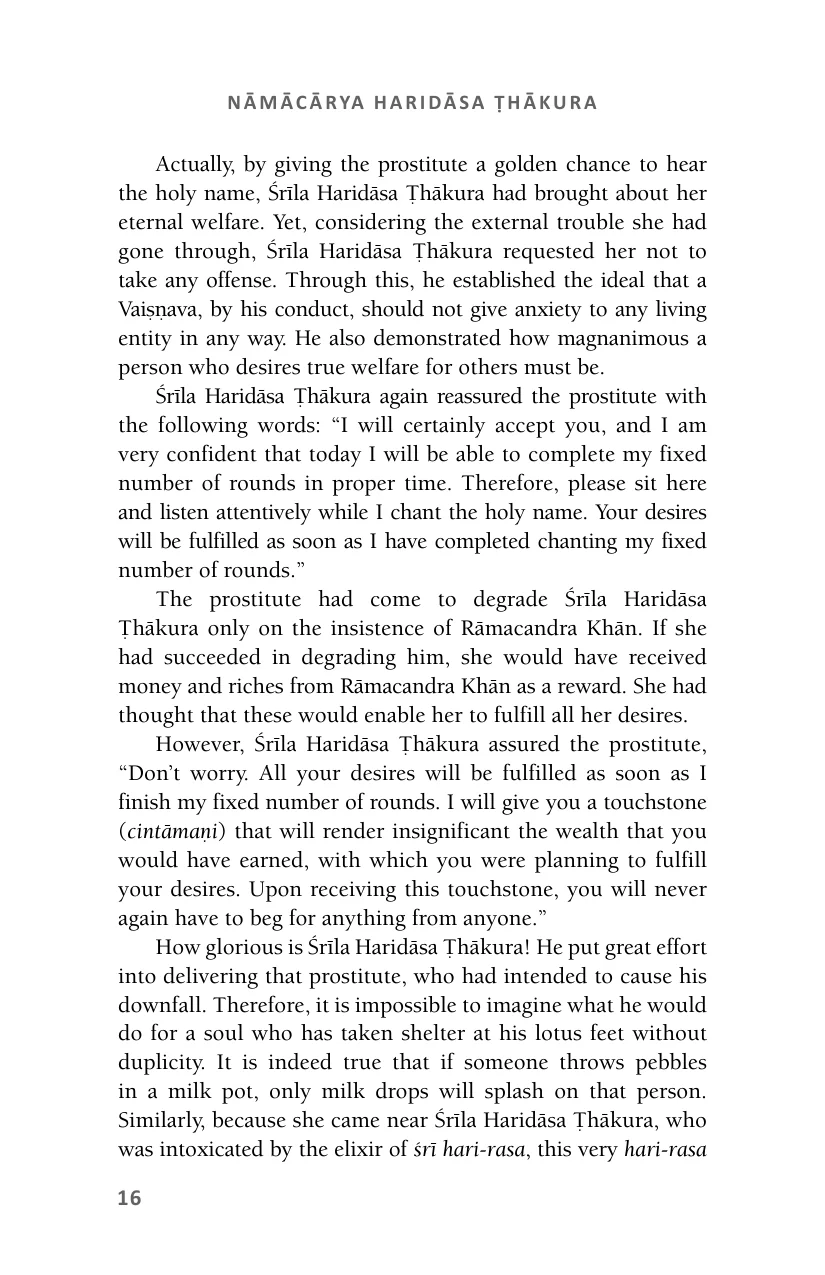 NĀMĀCĀRYA HARIDĀSA ṬHĀKURA
Actually, by giving the prostitute a golden chance to hear
the holy name, Śrīla Haridāsa Ṭhākura had brought about her
eternal welfare. Yet, considering the external trouble she had
gone through, Śrīla Haridāsa Ṭhākura requested her not to
take any offense. Through this, he established the ideal that a
Vaiṣṇava, by his conduct, should not give anxiety to any living
entity in any way. He also demonstrated how magnanimous a
person who desires true welfare for others must be.
Śrīla Haridāsa Ṭhākura again reassured the prostitute with
the following words: “I will certainly accept you, and I am
very confident that today I will be able to complete my fixed
number of rounds in proper time. Therefore, please sit here
and listen attentively while I chant the holy name. Your desires
will be fulfilled as soon as I have completed chanting my fixed
number of rounds.”
The prostitute had come to degrade Śrīla Haridāsa
Ṭhākura only on the insistence of Rāmacandra Khān. If she
had succeeded in degrading him, she would have received
money and riches from Rāmacandra Khān as a reward. She had
thought that these would enable her to fulfill all her desires.
However, Śrīla Haridāsa Ṭhākura assured the prostitute,
“Don’t worry. All your desires will be fulfilled as soon as I
finish my fixed number of rounds. I will give you a touchstone
(cintāmaṇi) that will render insignificant the wealth that you
would have earned, with which you were planning to fulfill
your desires. Upon receiving this touchstone, you will never
again have to beg for anything from anyone.”
How glorious is Śrīla Haridāsa Ṭhākura! He put great effort
into delivering that prostitute, who had intended to cause his
downfall. Therefore, it is impossible to imagine what he would
do for a soul who has taken shelter at his lotus feet without
duplicity. It is indeed true that if someone throws pebbles
in a milk pot, only milk drops will splash on that person.
Similarly, because she came near Śrīla Haridāsa Ṭhākura, who
was intoxicated by the elixir of śrī hari-rasa, this very hari-rasa
16